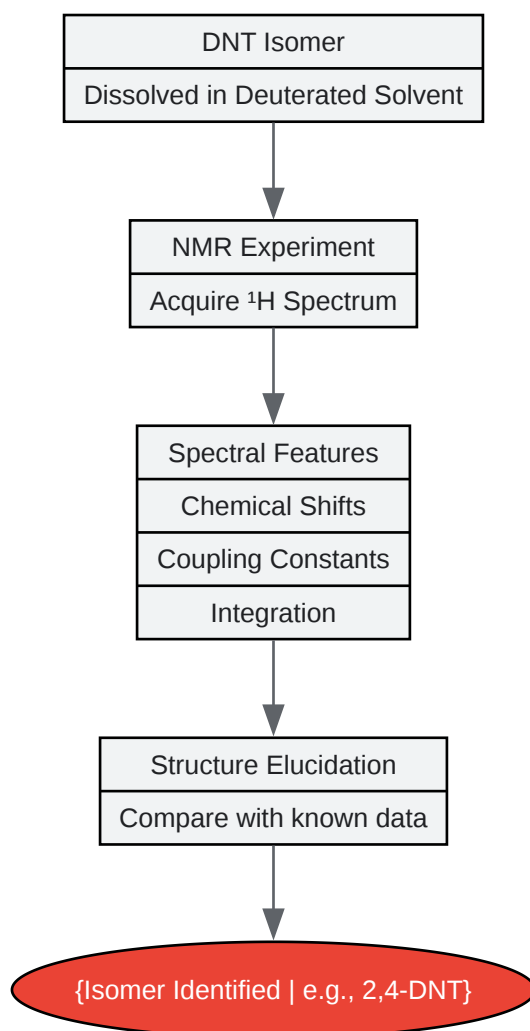 DNT Isomer
Dissolved in Deuterated Solvent
NMR Experiment
Acquire ¹H Spectrum
Spectral Features
Chemical Shifts
Coupling Constants
Integration
Structure Elucidation
Compare with known data
{Isomer Identified | e.g., 2,4-DNT}